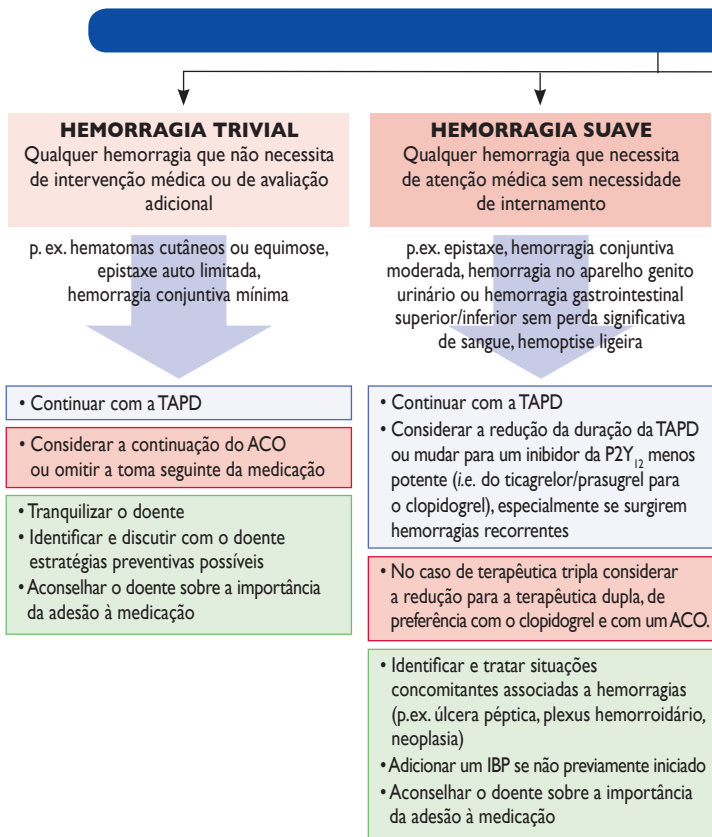 HEMORRAGIA TRIVIAL
Qualquer hemorragia que não necessita
de intervenção médica ou de avaliação
adicional
p. ex. hematomas cutâneos ou equimose,
epistaxe auto limitada,
hemorragia conjuntiva mínima
• Continuar com a TAPD
• Considerar a continuação do ACO
ou omitir a toma seguinte da medicação
• Tranquilizar o doente
• Identificar e discutir com o doente
estratégias preventivas possíveis
• Aconselhar o doente sobre a importância
da adesão à medicação
HEMORRAGIA SUAVE
Qualquer hemorragia que necessita
de atenção médica sem necessidade
de internamento
p.ex. epistaxe, hemorragia conjuntiva
moderada, hemorragia no aparelho genito
urinário ou hemorragia gastrointestinal
superior/inferior sem perda significativa
de sangue, hemoptise ligeira
• Continuar com a TAPD
• Considerar a redução da duração da TAPD
ou mudar para um inibidor da P2Y₁₂ menos
potente (i.e. do ticagrelor/prasugrel para
o clopidogrel), especialmente se surgirem
hemorragias recorrentes
• No caso de terapêutica tripla considerar
a redução para a terapêutica dupla, de
preferência com o clopidogrel e com um ACO.
• Identificar e tratar situações
concomitantes associadas a hemorragias
(p.ex. úlcera péptica, plexus hemorroidário,
neoplasia)
• Adicionar um IBP se não previamente iniciado
• Aconselhar o doente sobre a importância
da adesão à medicação